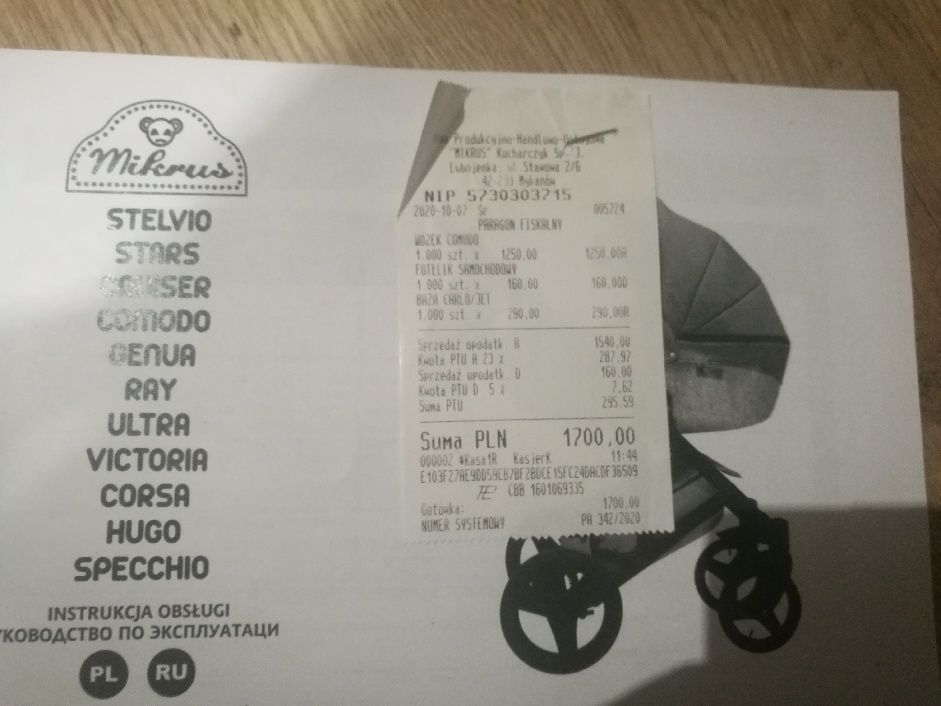 Mikrus
STELVIO
STARS
CRUISER
COMODO
GENUA
RAY
ULTRA
VICTORIA
CORSA
HUGO
SPECCHIO
INSTRUKCJA OBSŁUGI
УКОВОДСТВО ПО ЭКСПЛУАТАЦИ
PL
RU
Produkcyjno-Handlowo-Usługowa
"MIKRUS" Kucharczyk Sp. J.
Lubojenka, ul Stawowa 2/6
42-233 Mykanów
NIP 5730303715
2020-10-07 Śr 005724
PARAGON FISKALNY
WÓZEK COMODO
1.000 szt. x 1250,00 1250,00A
FOTELIK SAMOCHODOWY
1.000 szt. x 160,00 160,00D
BAZA CARLO/JET
1.000 szt x 290,00 290,00A
Sprzedaż opodatk. A 1540,00
Kwota PTU A 23 % 287,97
Sprzedaż opodatk. D 160,00
Kwota PTU D 5 % 7,62
Suma PTU 295,59
Suma PLN 1700,00
000002 #Kasa1R KasjerK 11:44
CBB 1601069335
Gotówka: 1700,00
NUMER SYSTEMOWY PA 342/2020